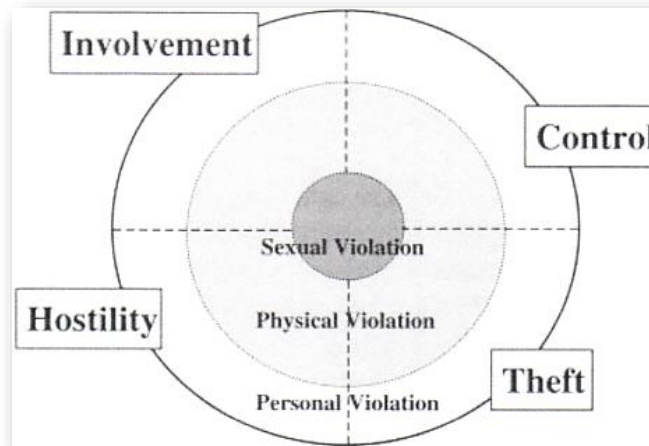 Involvement
Control
Sexual Violation
Hostility
Physical Violation
Theft
Personal Violation